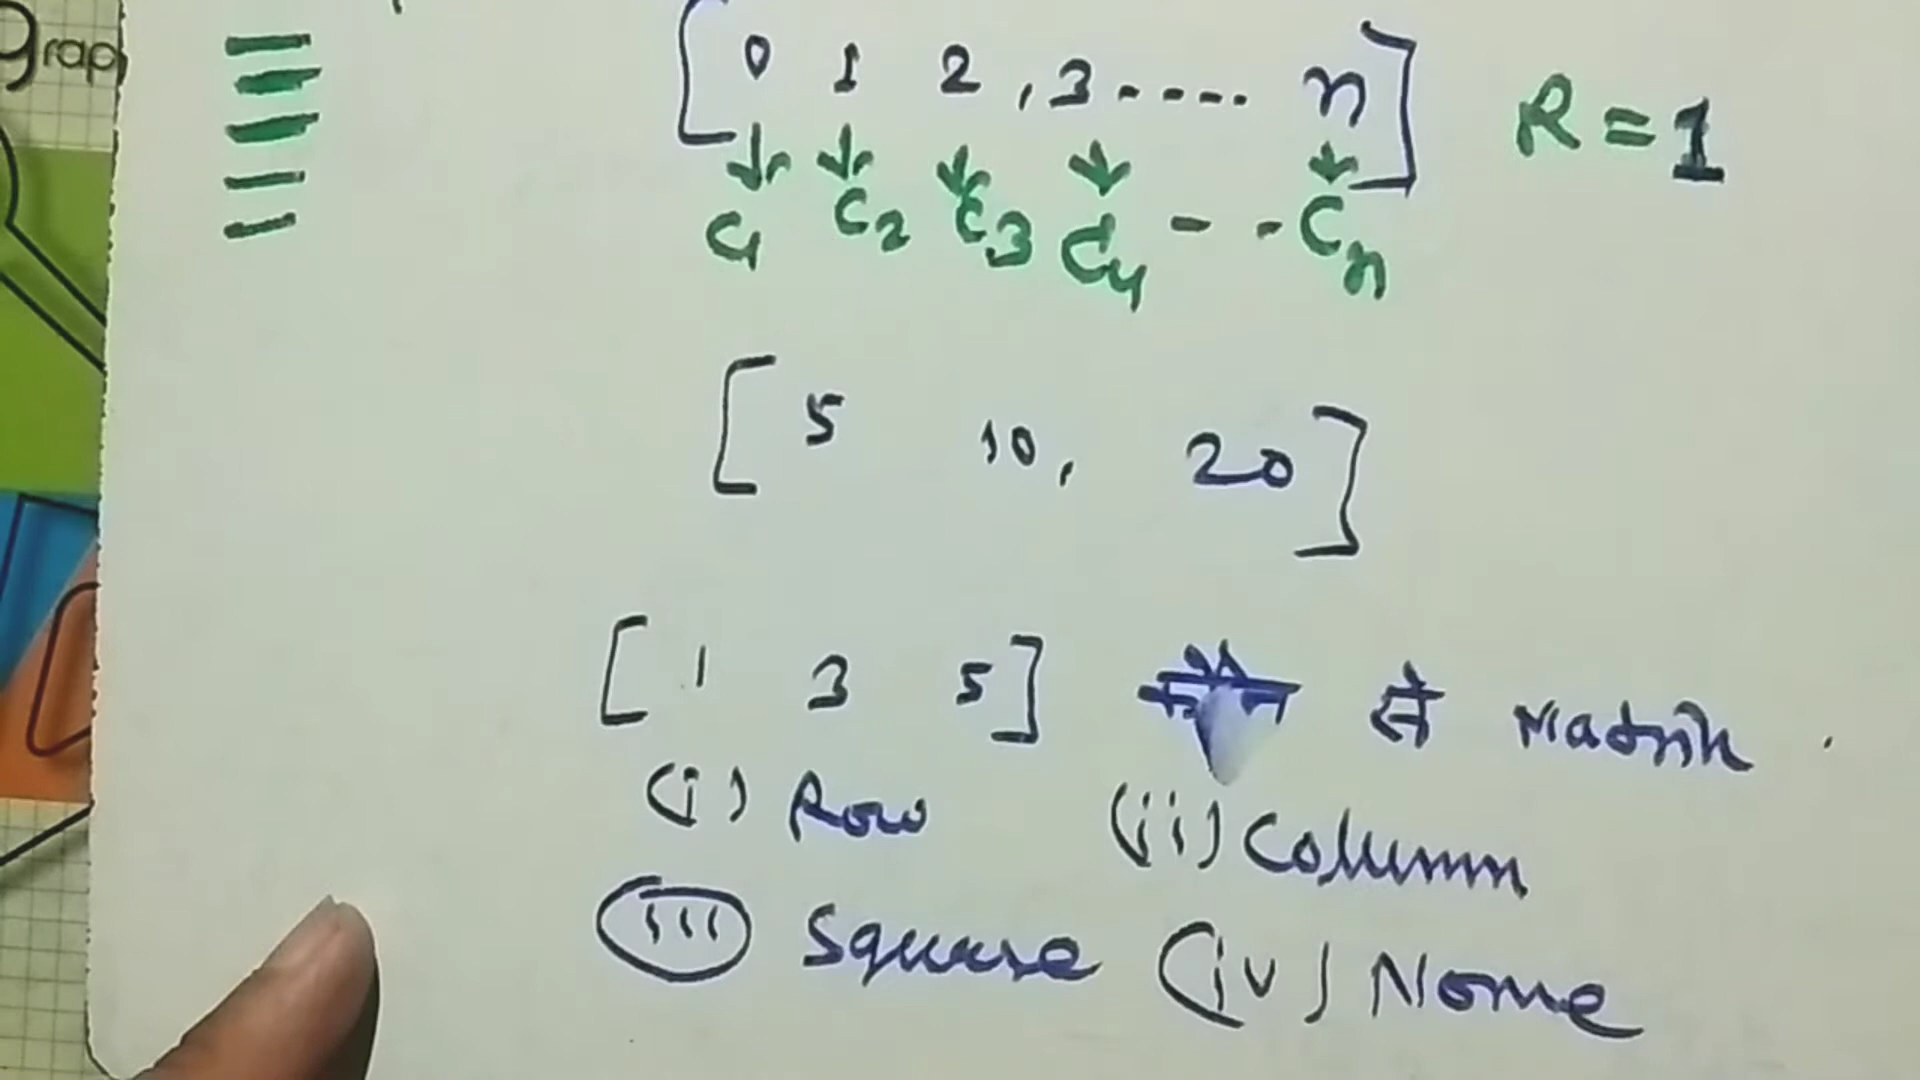 grap
[ 0 1 2 , 3 ----- n ] R = 1
C1 C2 C3 C4 - - Cn
[ 5 10, 20 ]
[ 1 3 5 ]
(i) Row (ii) Column
(iii) Square (iv) None